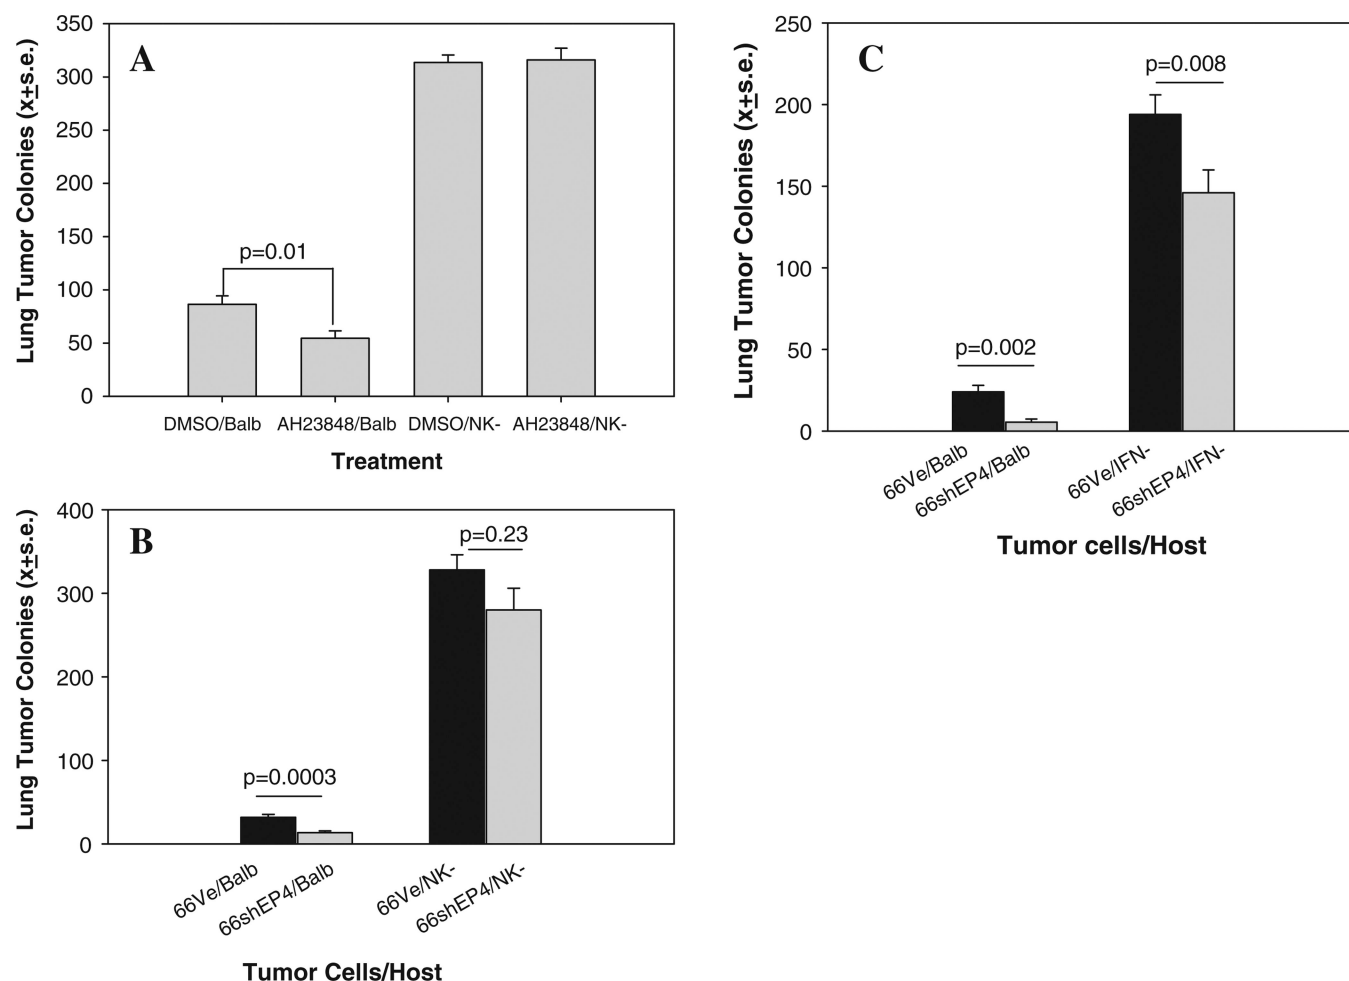 A
Lung Tumor Colonies (x±s.e.)
350
300
250
200
150
100
50
0
p=0.01
DMSO/Balb AH23848/Balb DMSO/NK- AH23848/NK-
Treatment
B
Lung Tumor Colonies (x±s.e.)
400
300
200
100
0
p=0.0003
p=0.23
66Ve/Balb
66shEP4/Balb
66Ve/NK-
66shEP4/NK-
Tumor Cells/Host
C
Lung Tumor Colonies (x±s.e.)
250
200
150
100
50
0
p=0.002
p=0.008
66Ve/Balb
66shEP4/Balb
66Ve/IFN-
66shEP4/IFN-
Tumor cells/Host